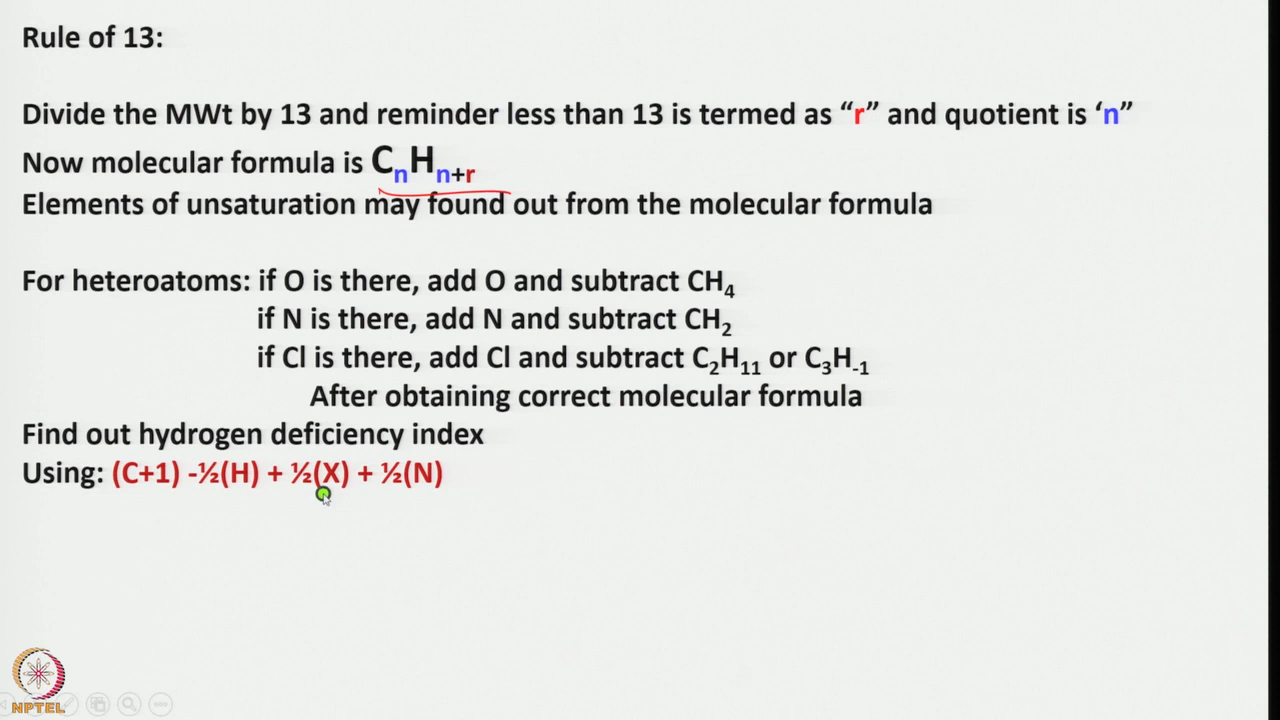 Rule of 13:
Divide the MWt by 13 and reminder less than 13 is termed as “r” and quotient is ‘n”
Now molecular formula is CₙHₙ₊ᵣ
Elements of unsaturation may found out from the molecular formula
For heteroatoms: if O is there, add O and subtract CH₄
if N is there, add N and subtract CH₂
if Cl is there, add Cl and subtract C₂H₁₁ or C₃H₋₁
After obtaining correct molecular formula
Find out hydrogen deficiency index
Using: (C+1) -½(H) + ½(X) + ½(N)
NPTEL